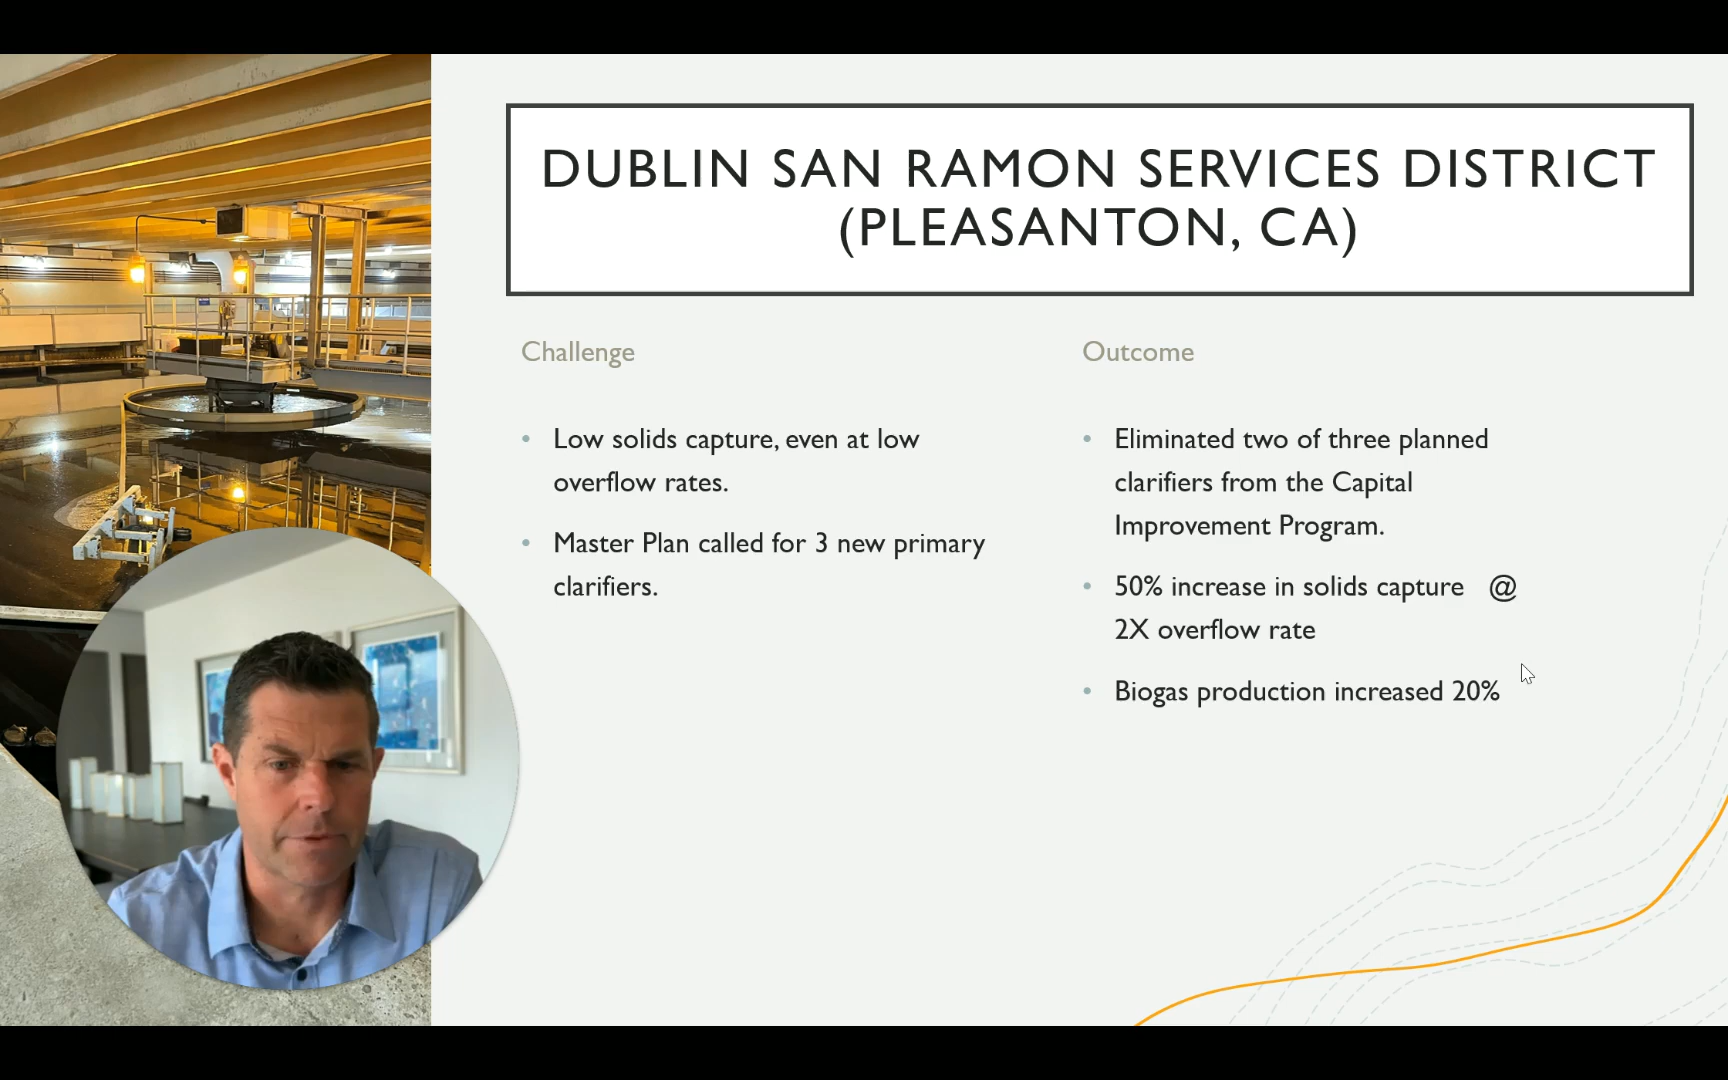 DUBLIN SAN RAMON SERVICES DISTRICT
(PLEASANTON, CA)
Challenge
• Low solids capture, even at low
overflow rates.
• Master Plan called for 3 new primary
clarifiers.
Outcome
• Eliminated two of three planned
clarifiers from the Capital
Improvement Program.
• 50% increase in solids capture @
2X overflow rate
• Biogas production increased 20%